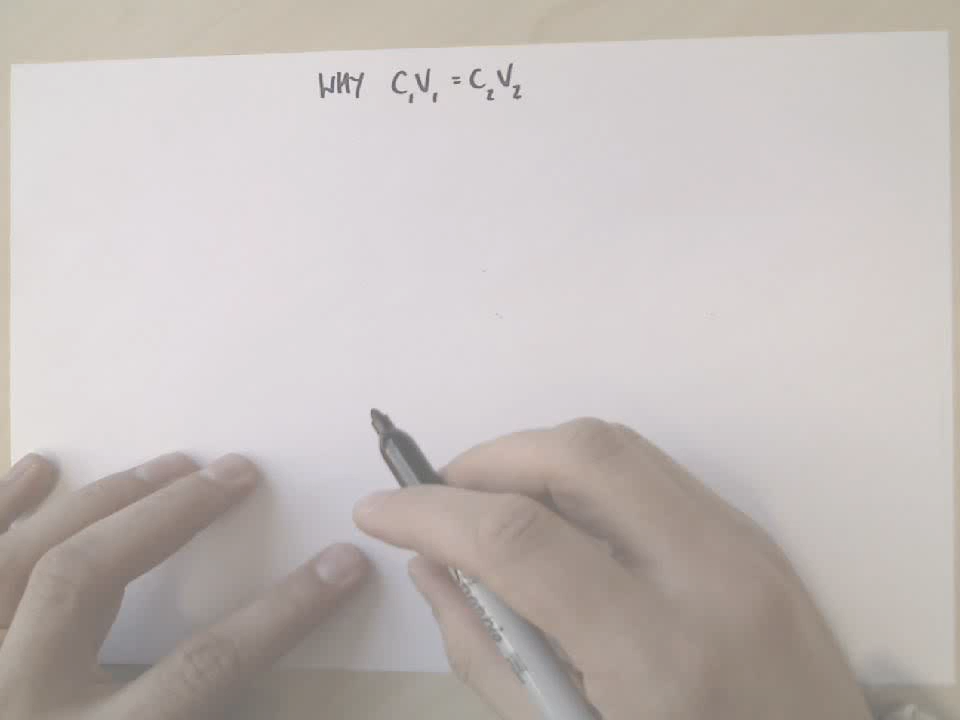 WHY C₁V₁ = C₂V₂